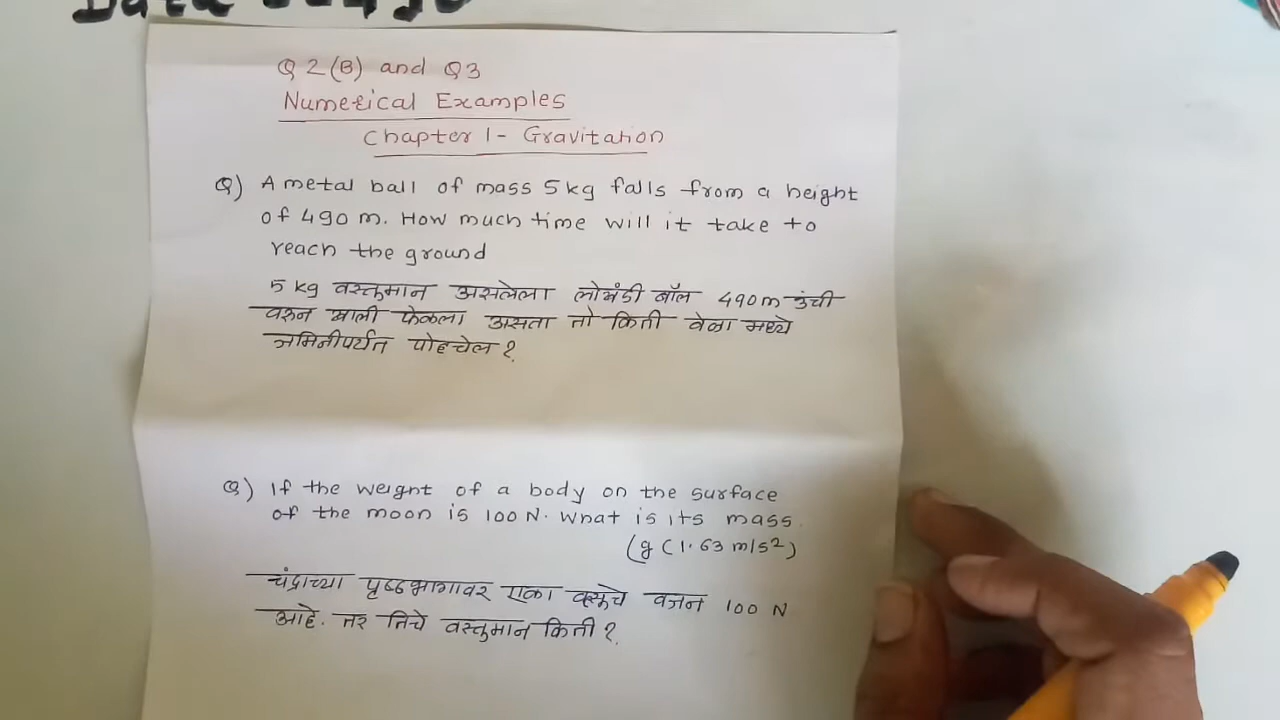 Q 2 (B) and Q3
Numerical Examples
Chapter 1 - Gravitation
Q) A metal ball of mass 5 kg falls from a height
of 490 m. How much time will it take to
reach the ground
5 kg वस्तुमान असलेला लोखंडी बॉल 490m उंची
वरुन खाली फेकला असता तो किती वेळा मध्ये
जमिनीपर्यंत पोहचेल ?
Q) If the weight of a body on the surface
of the moon is 100 N. What is its mass.
(g (1.63 m/s²)
चंद्राच्या पृष्ठभागावर एका वस्तूचे वजन 100 N
आहे. तर तिचे वस्तुमान किती ?